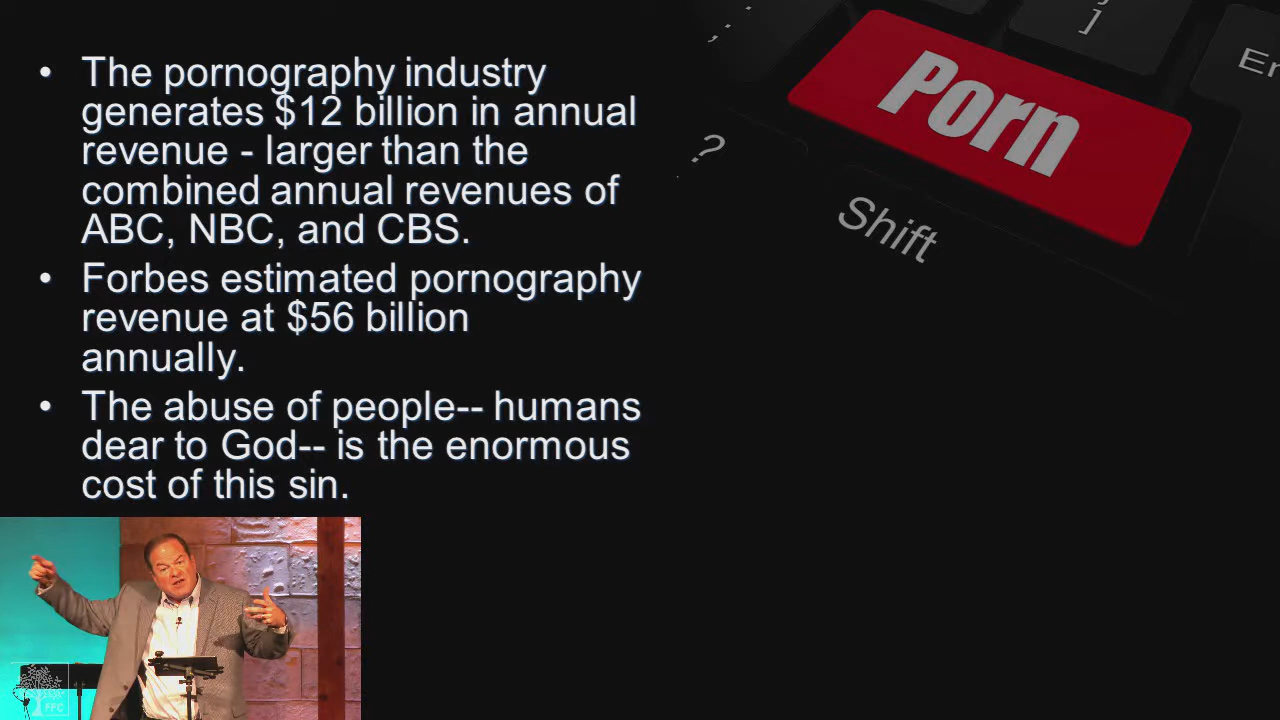 • The pornography industry
generates $12 billion in annual
revenue - larger than the
combined annual revenues of
ABC, NBC, and CBS.
• Forbes estimated pornography
revenue at $56 billion
annually.
• The abuse of people-- humans
dear to God-- is the enormous
cost of this sin.
; ]
Porn
En
?
Shift
FPC